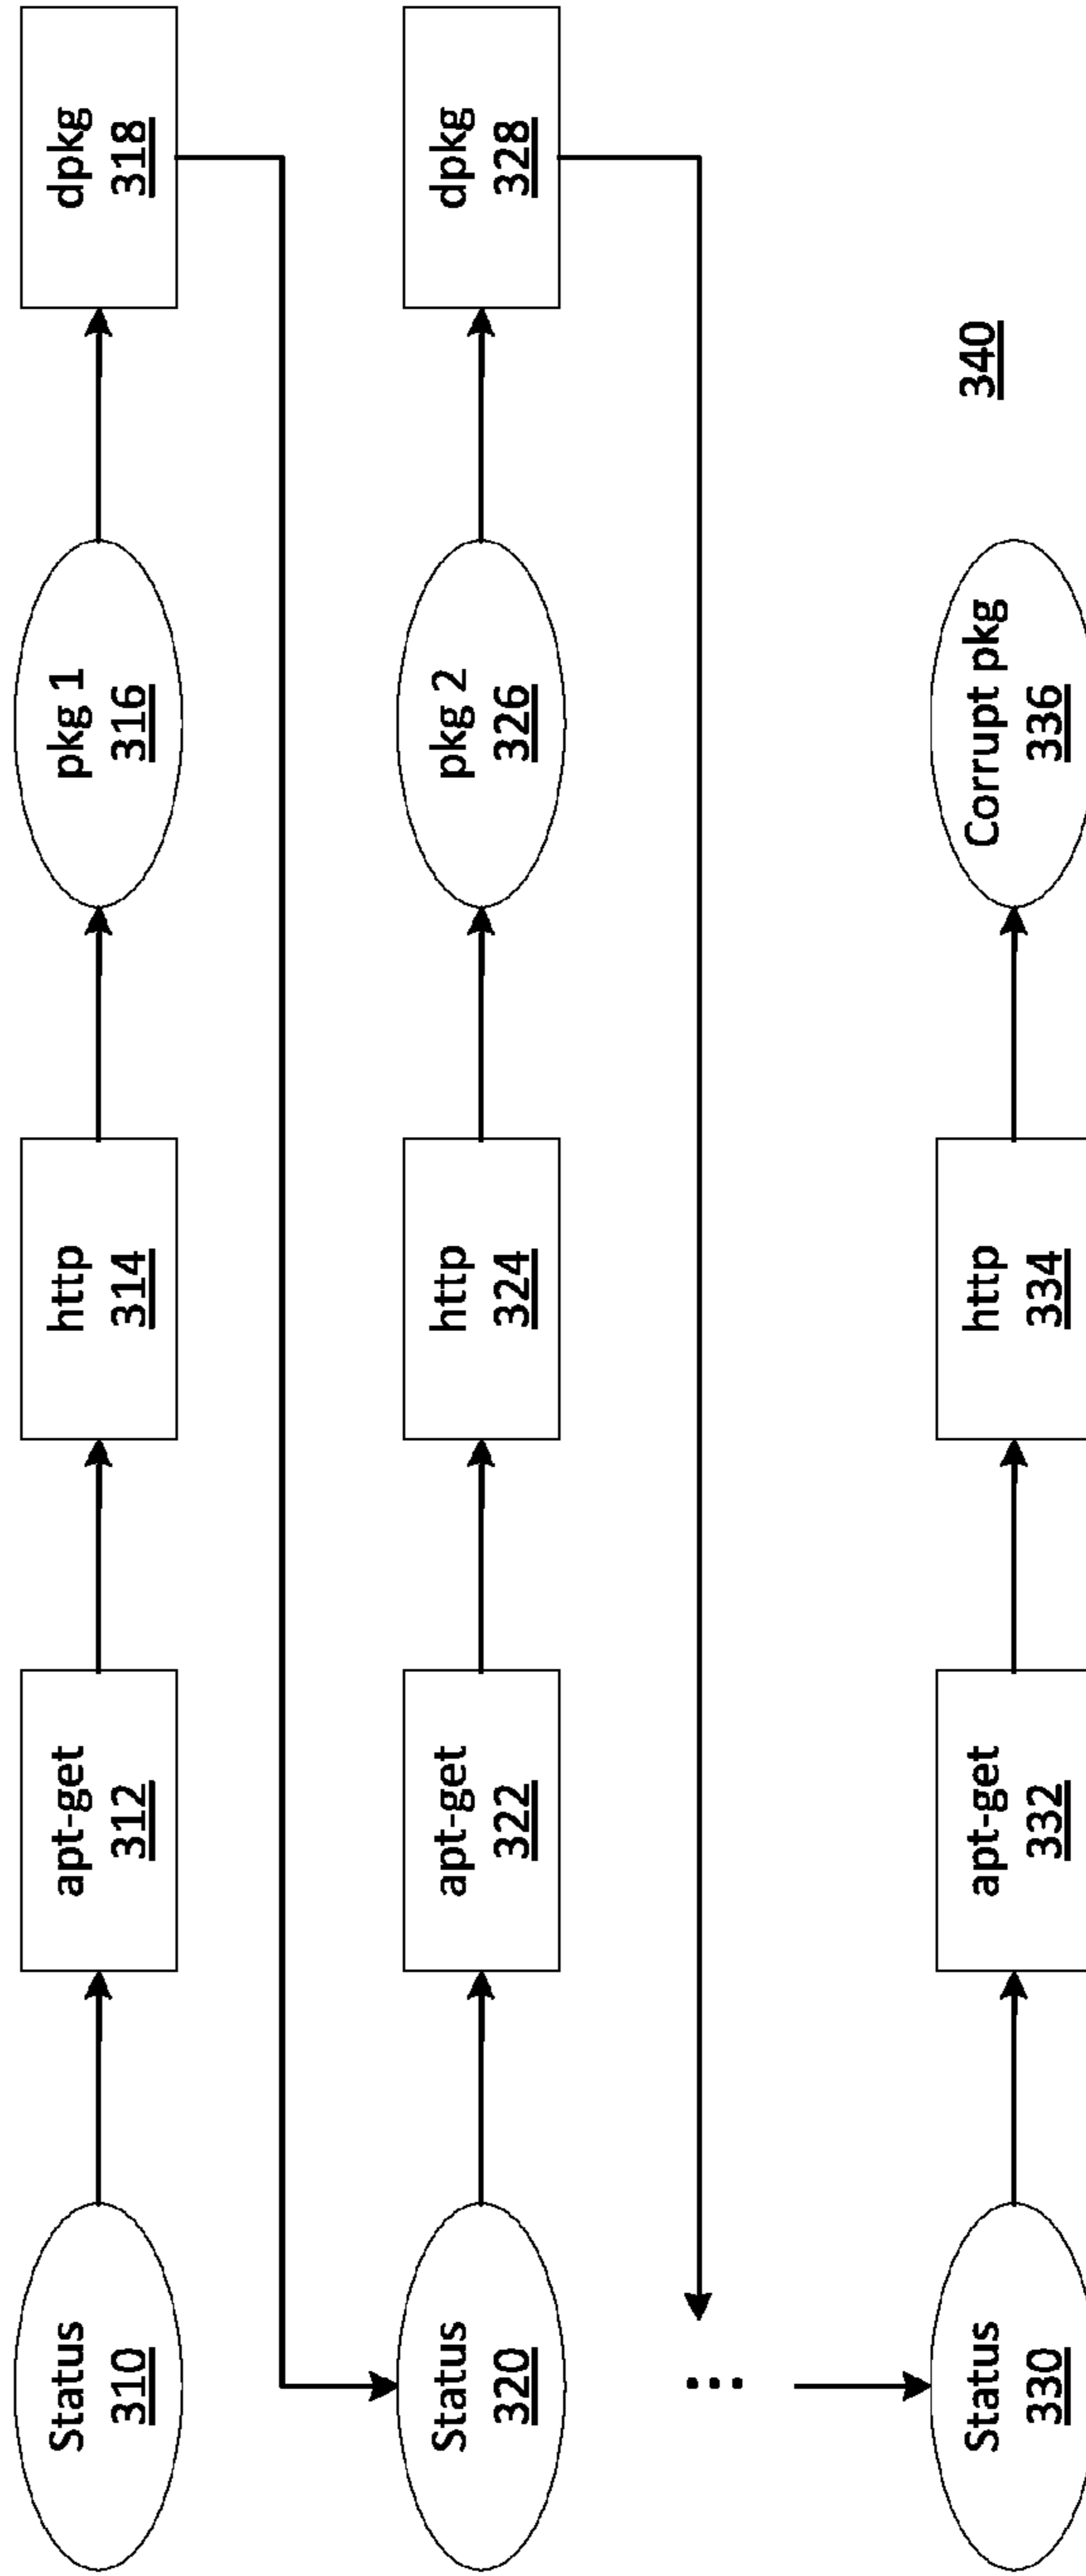 Status
310
apt-get
312
http
314
pkg 1
316
dpkg
318
Status
320
apt-get
322
http
324
pkg 2
326
dpkg
328
...
Status
330
apt-get
332
http
334
Corrupt pkg
336
340